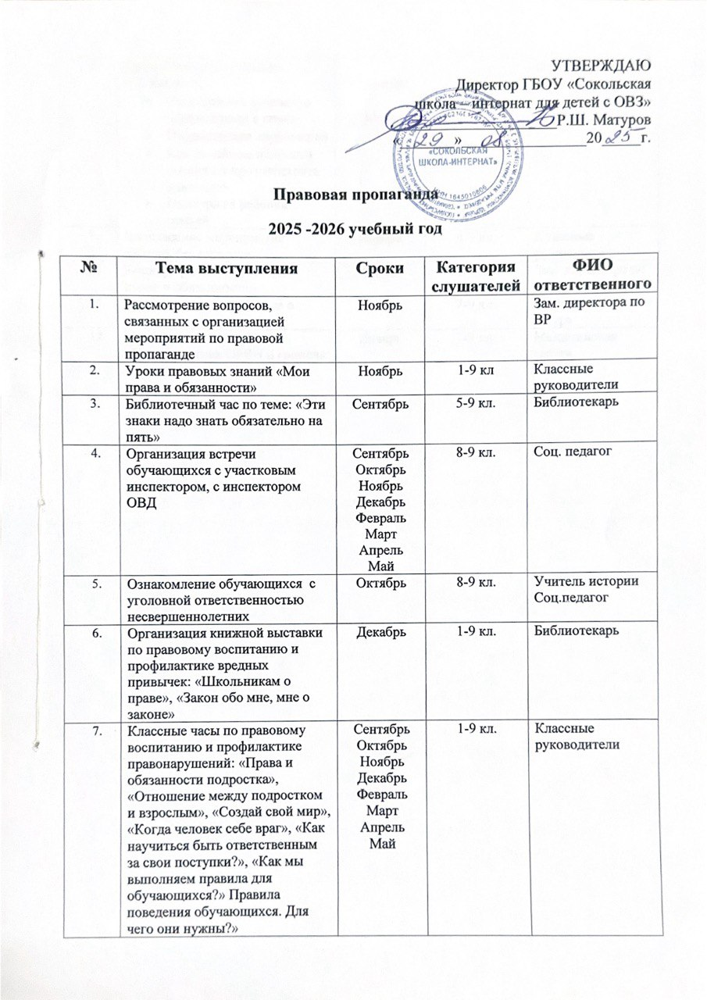 УТВЕРЖДАЮ
Директор ГБОУ «Сокольская
школа – интернат для детей с ОВЗ»
Р.Ш. Матуров
« 29 » 08 2025 г.
«СОКОЛЬСКАЯ
ШКОЛА-ИНТЕРНАТ»
ИНН 1645010806
Правовая пропаганда
2025 -2026 учебный год
№ Тема выступления Сроки Категория слушателей ФИО ответственного
1. Рассмотрение вопросов, Ноябрь Зам. директора по
связанных с организацией ВР
мероприятий по правовой
пропаганде
2. Уроки правовых знаний «Мои Ноябрь 1-9 кл Классные
права и обязанности» руководители
3. Библиотечный час по теме: «Эти Сентябрь 5-9 кл. Библиотекарь
знаки надо знать обязательно на
пять»
4. Организация встречи Сентябрь 8-9 кл. Соц. педагог
обучающихся с участковым Октябрь
инспектором, с инспектором Ноябрь
ОВД Декабрь
Февраль
Март
Апрель
Май
5. Ознакомление обучающихся с Октябрь 8-9 кл. Учитель истории
уголовной ответственностью Соц.педагог
несвершеннолетних
6. Организация книжной выставки Декабрь 1-9 кл. Библиотекарь
по правовому воспитанию и
профилактике вредных
привычек: «Школьникам о
праве», «Закон обо мне, мне о
законе»
7. Классные часы по правовому Сентябрь 1-9 кл. Классные
воспитанию и профилактике Октябрь руководители
правонарушений: «Права и Ноябрь
обязанности подростка», Декабрь
«Отношение между подростком Февраль
и взрослым», «Создай свой мир», Март
«Когда человек себе враг», «Как Апрель
научиться быть ответственным Май
за свои поступки?», «Как мы
выполняем правила для
обучающихся?» Правила
поведения обучающихся. Для
чего они нужны?»